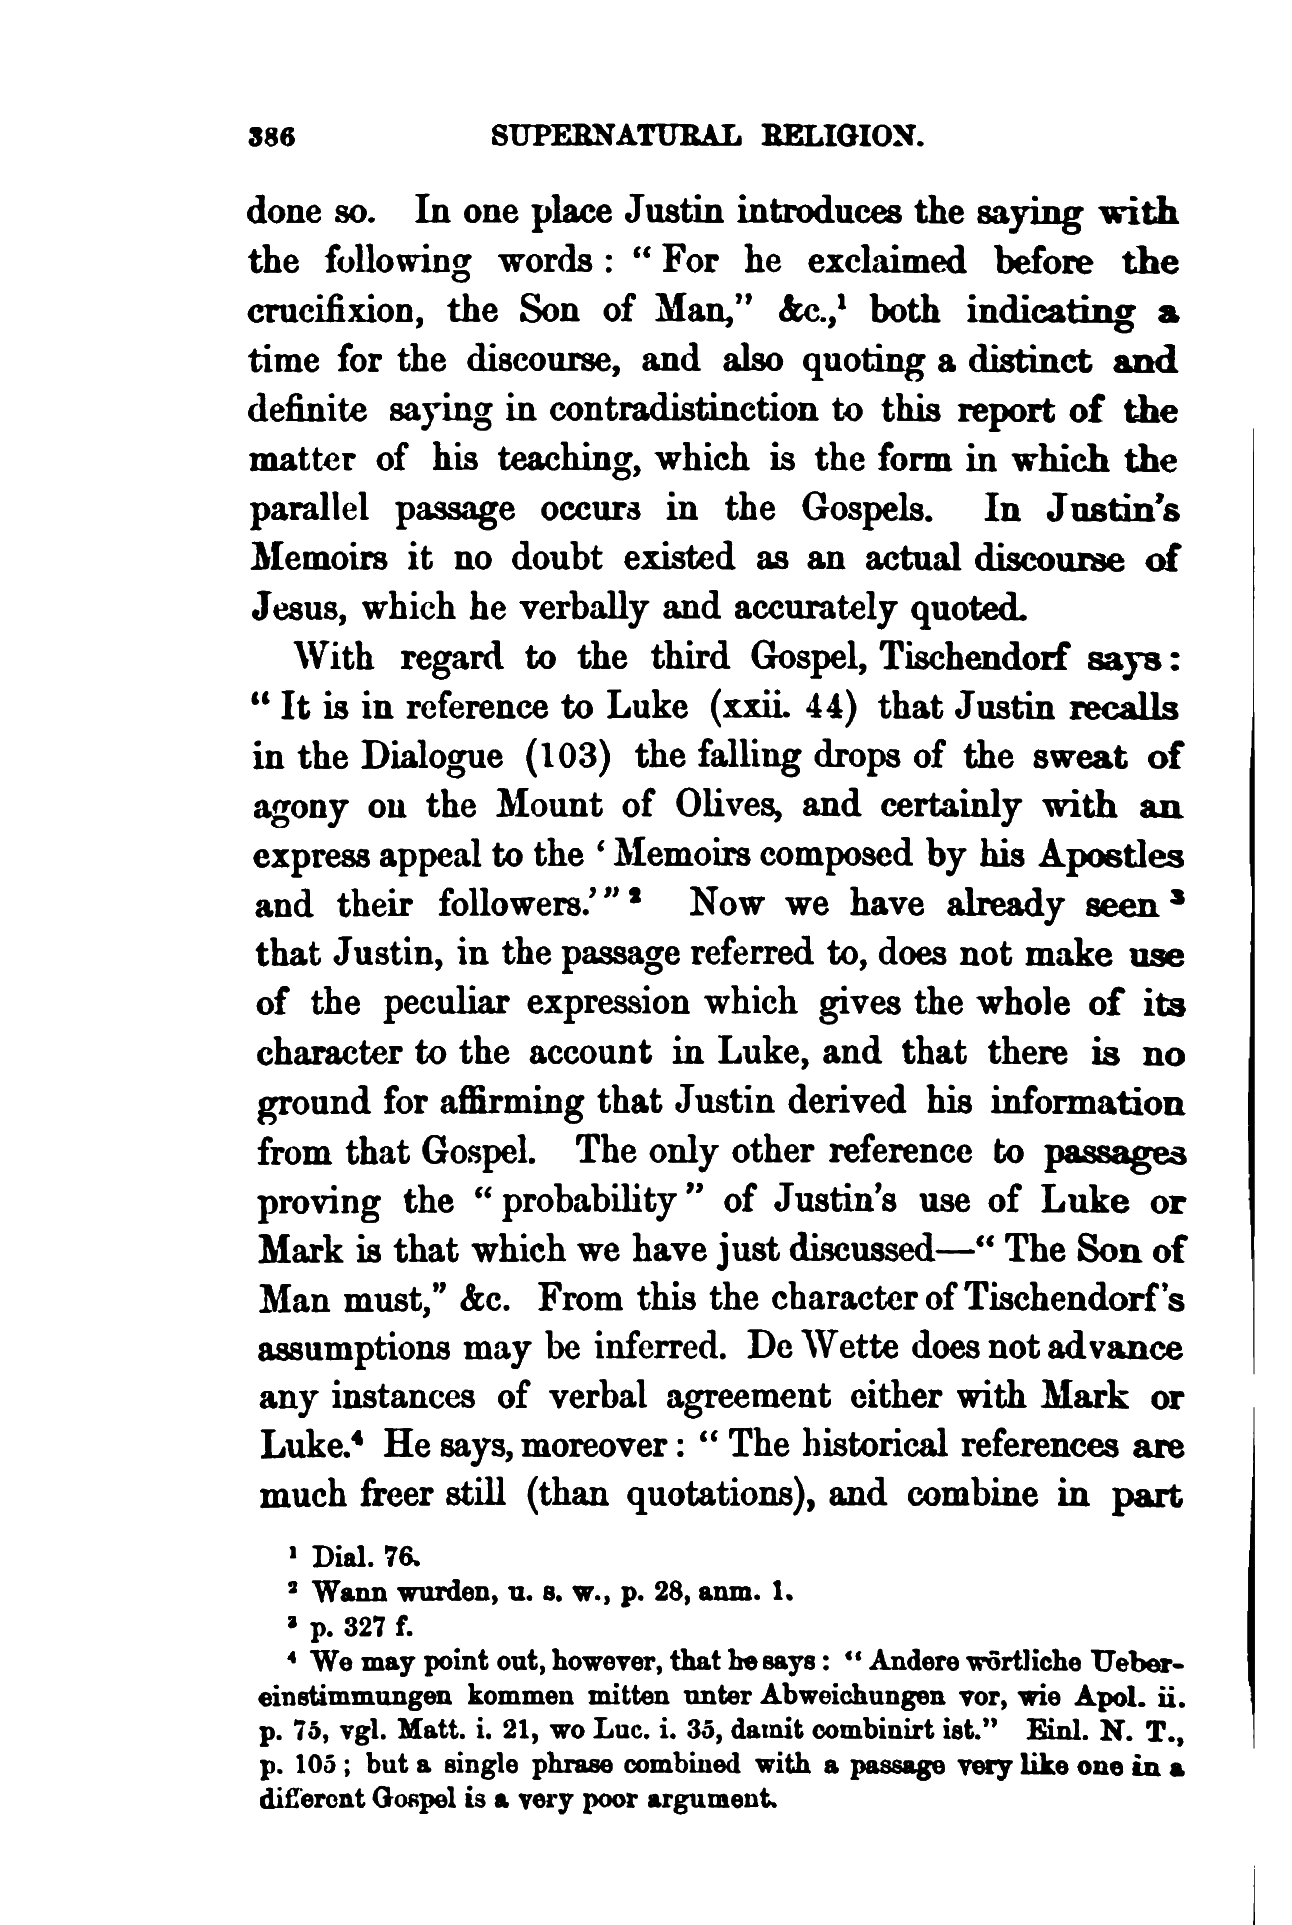 386 SUPERNATURAL RELIGION.
done so. In one place Justin introduces the saying with
the following words : “ For he exclaimed before the
crucifixion, the Son of Man,” &c.,¹ both indicating a
time for the discourse, and also quoting a distinct and
definite saying in contradistinction to this report of the
matter of his teaching, which is the form in which the
parallel passage occurs in the Gospels. In Justin’s
Memoirs it no doubt existed as an actual discourse of
Jesus, which he verbally and accurately quoted.
With regard to the third Gospel, Tischendorf says :
“ It is in reference to Luke (xxii. 44) that Justin recalls
in the Dialogue (103) the falling drops of the sweat of
agony on the Mount of Olives, and certainly with an
express appeal to the ‘ Memoirs composed by his Apostles
and their followers.’ ” ² Now we have already seen ³
that Justin, in the passage referred to, does not make use
of the peculiar expression which gives the whole of its
character to the account in Luke, and that there is no
ground for affirming that Justin derived his information
from that Gospel. The only other reference to passages
proving the “ probability ” of Justin’s use of Luke or
Mark is that which we have just discussed—“ The Son of
Man must,” &c. From this the character of Tischendorf’s
assumptions may be inferred. De Wette does not advance
any instances of verbal agreement either with Mark or
Luke.⁴ He says, moreover : “ The historical references are
much freer still (than quotations), and combine in part
¹ Dial. 76.
² Wann wurden, u. s. w., p. 28, anm. 1.
³ p. 327 f.
⁴ We may point out, however, that he says : “ Andere wörtliche Ueber-
einstimmungen kommen mitten unter Abweichungen vor, wie Apol. ii.
p. 75, vgl. Matt. i. 21, wo Luc. i. 35, damit combinirt ist.” Einl. N. T.,
p. 105 ; but a single phrase combined with a passage very like one in a
different Gospel is a very poor argument.